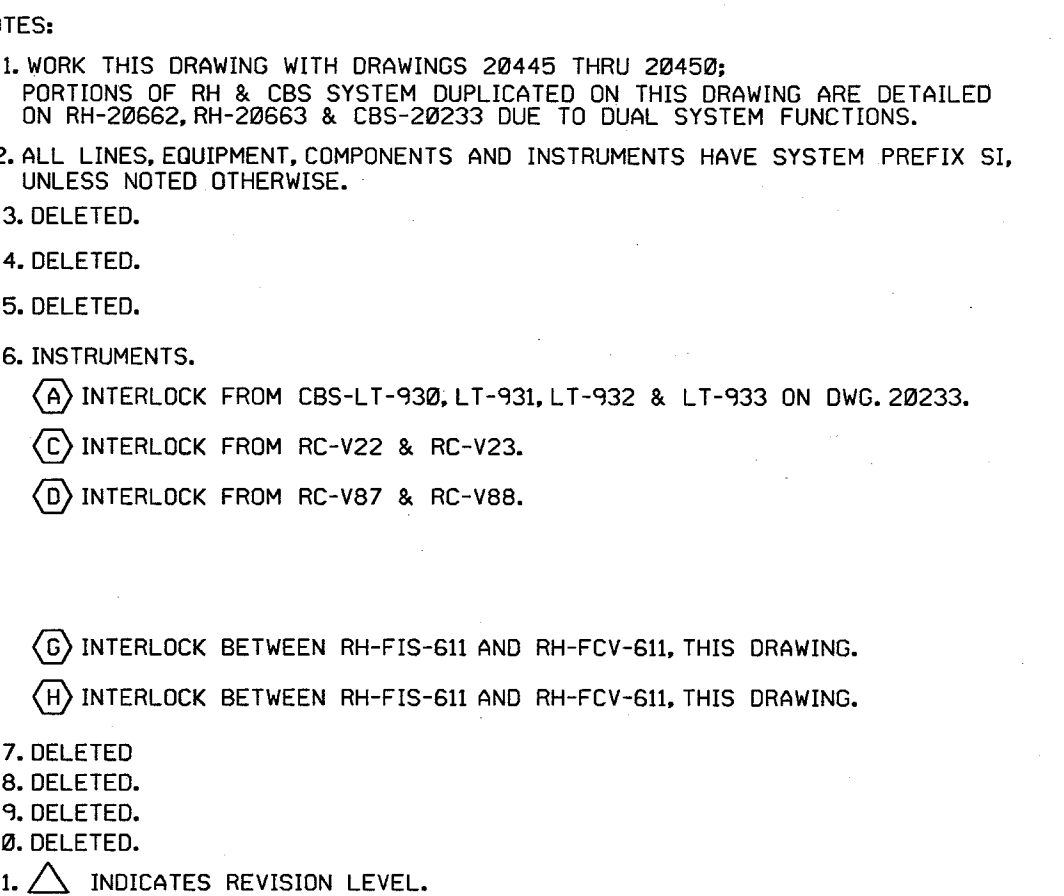 OTES:
1. WORK THIS DRAWING WITH DRAWINGS 20445 THRU 20450;
PORTIONS OF RH & CBS SYSTEM DUPLICATED ON THIS DRAWING ARE DETAILED
ON RH-20662, RH-20663 & CBS-20233 DUE TO DUAL SYSTEM FUNCTIONS.
2. ALL LINES, EQUIPMENT, COMPONENTS AND INSTRUMENTS HAVE SYSTEM PREFIX SI,
UNLESS NOTED OTHERWISE.
3. DELETED.
4. DELETED.
5. DELETED.
6. INSTRUMENTS.
A INTERLOCK FROM CBS-LT-930, LT-931, LT-932 & LT-933 ON DWG. 20233.
C INTERLOCK FROM RC-V22 & RC-V23.
D INTERLOCK FROM RC-V87 & RC-V88.
G INTERLOCK BETWEEN RH-FIS-611 AND RH-FCV-611, THIS DRAWING.
H INTERLOCK BETWEEN RH-FIS-611 AND RH-FCV-611, THIS DRAWING.
7. DELETED
8. DELETED.
9. DELETED.
0. DELETED.
1. INDICATES REVISION LEVEL.